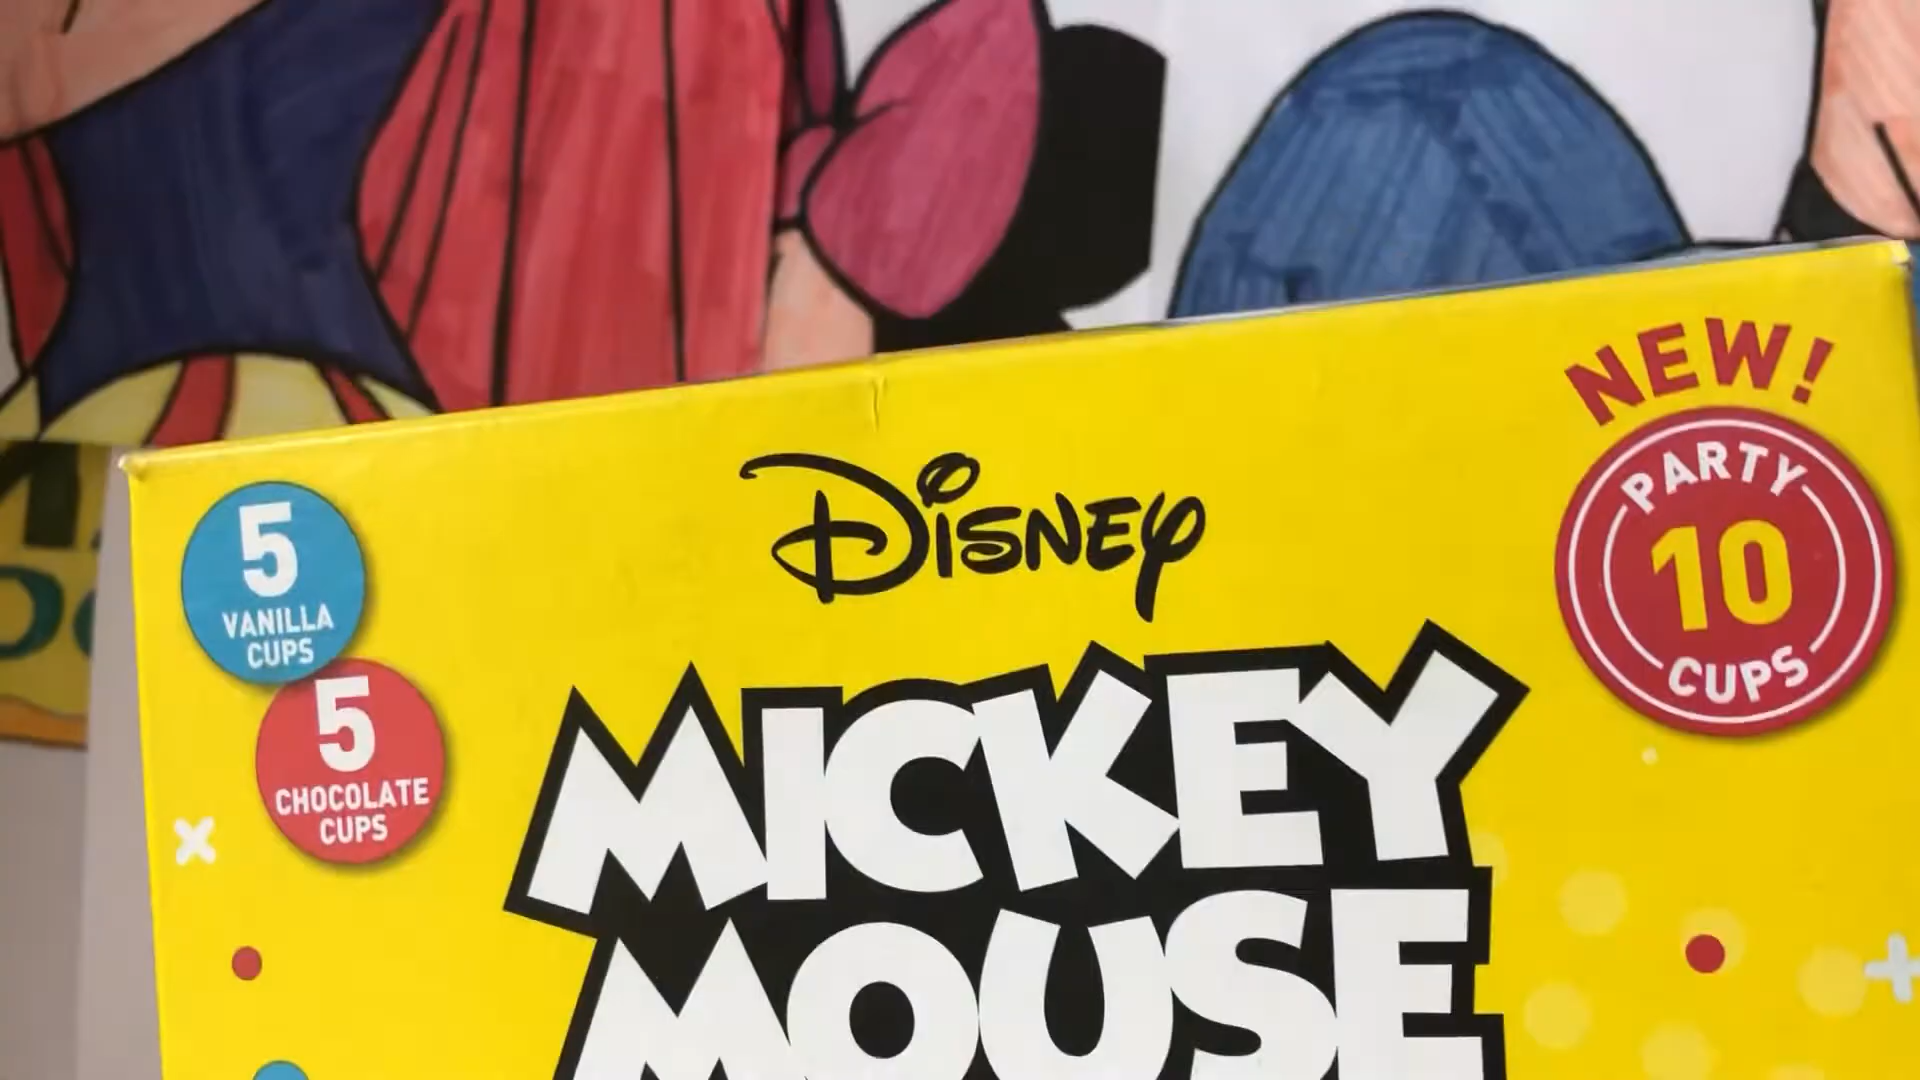 NEW!
PARTY
10
CUPS
DISNEY
5
VANILLA
CUPS
5
CHOCOLATE
CUPS
MICKEY
MOUSE